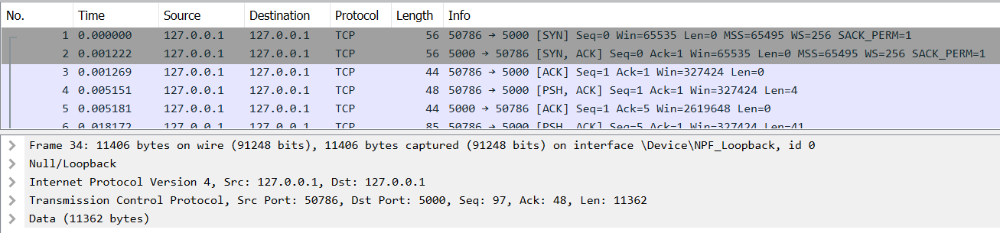 No. Time Source Destination Protocol Length Info
1 0.000000 127.0.0.1 127.0.0.1 TCP 56 50786 → 5000 [SYN] Seq=0 Win=65535 Len=0 MSS=65495 WS=256 SACK_PERM=1
2 0.001222 127.0.0.1 127.0.0.1 TCP 56 5000 → 50786 [SYN, ACK] Seq=0 Ack=1 Win=65535 Len=0 MSS=65495 WS=256 SACK_PERM=1
3 0.001269 127.0.0.1 127.0.0.1 TCP 44 50786 → 5000 [ACK] Seq=1 Ack=1 Win=327424 Len=0
4 0.005151 127.0.0.1 127.0.0.1 TCP 48 50786 → 5000 [PSH, ACK] Seq=1 Ack=1 Win=327424 Len=4
5 0.005181 127.0.0.1 127.0.0.1 TCP 44 5000 → 50786 [ACK] Seq=1 Ack=5 Win=2619648 Len=0
6 0.018172 127.0.0.1 127.0.0.1 TCP 85 50786 → 5000 [PSH, ACK] Seq=5 Ack=1 Win=327424 Len=41
Frame 34: 11406 bytes on wire (91248 bits), 11406 bytes captured (91248 bits) on interface \Device\NPF_Loopback, id 0
Null/Loopback
Internet Protocol Version 4, Src: 127.0.0.1, Dst: 127.0.0.1
Transmission Control Protocol, Src Port: 50786, Dst Port: 5000, Seq: 97, Ack: 48, Len: 11362
Data (11362 bytes)